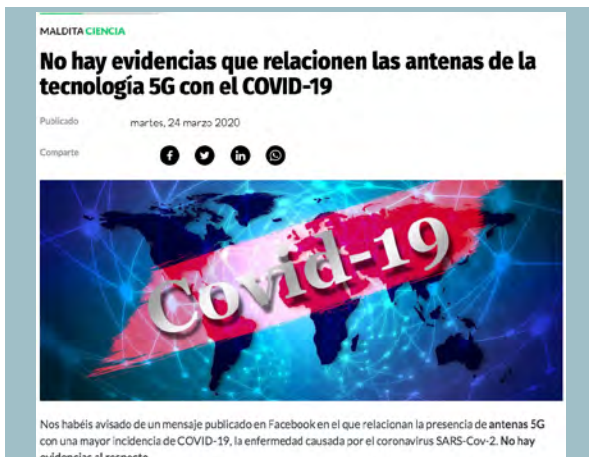 MALDITA CIENCIA
No hay evidencias que relacionen las antenas de la
tecnología 5G con el COVID-19
Publicado martes, 24 marzo 2020
Comparte
Covid-19
Nos habéis avisado de un mensaje publicado en Facebook en el que relacionan la presencia de antenas 5G
con una mayor incidencia de COVID-19, la enfermedad causada por el coronavirus SARS-Cov-2. No hay
evidencias al respecto